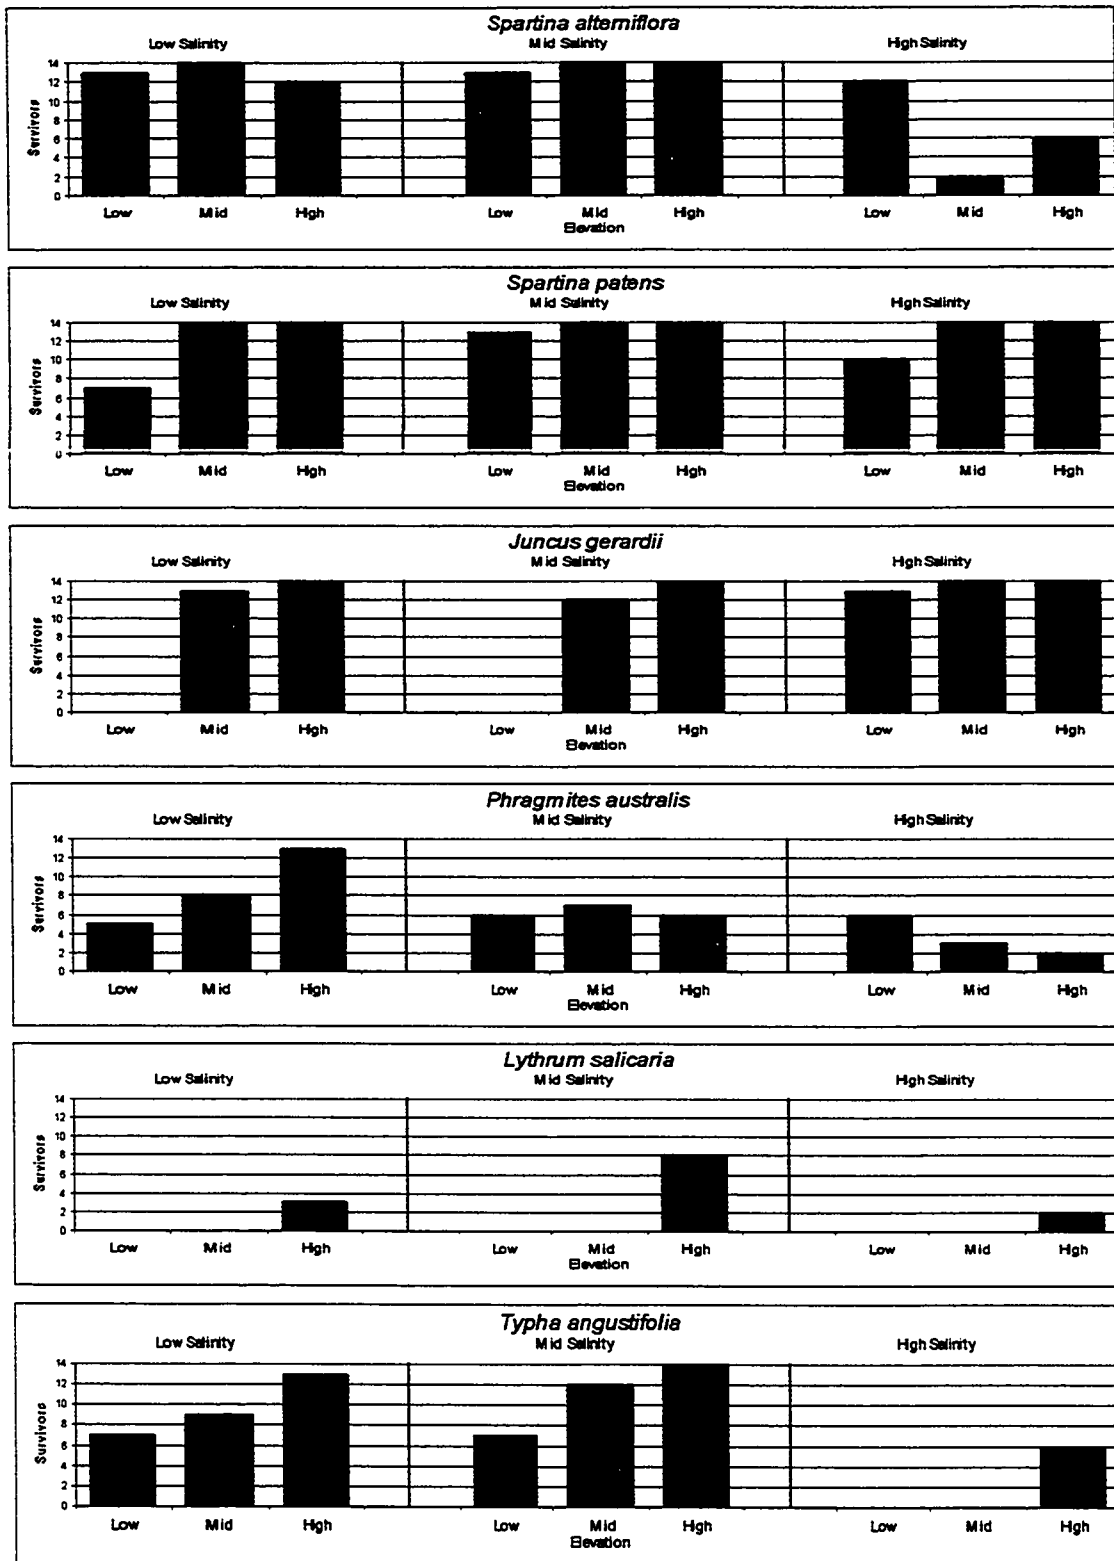 Spartina alterniflora
Low Salinity Mid Salinity High Salinity
Survivors
14
12
10
8
6
4
2
0
Low Mid High Low Mid High Low Mid High
Elevation
Spartina patens
Low Salinity Mid Salinity High Salinity
Survivors
14
12
10
8
6
4
2
0
Low Mid High Low Mid High Low Mid High
Elevation
Juncus gerardii
Low Salinity Mid Salinity High Salinity
Survivors
14
12
10
8
6
4
2
0
Low Mid High Low Mid High Low Mid High
Elevation
Phragmites australis
Low Salinity Mid Salinity High Salinity
Survivors
14
12
10
8
6
4
2
0
Low Mid High Low Mid High Low Mid High
Elevation
Lythrum salicaria
Low Salinity Mid Salinity High Salinity
Survivors
14
12
10
8
6
4
2
0
Low Mid High Low Mid High Low Mid High
Elevation
Typha angustifolia
Low Salinity Mid Salinity High Salinity
Survivors
14
12
10
8
6
4
2
0
Low Mid High Low Mid High Low Mid High
Elevation